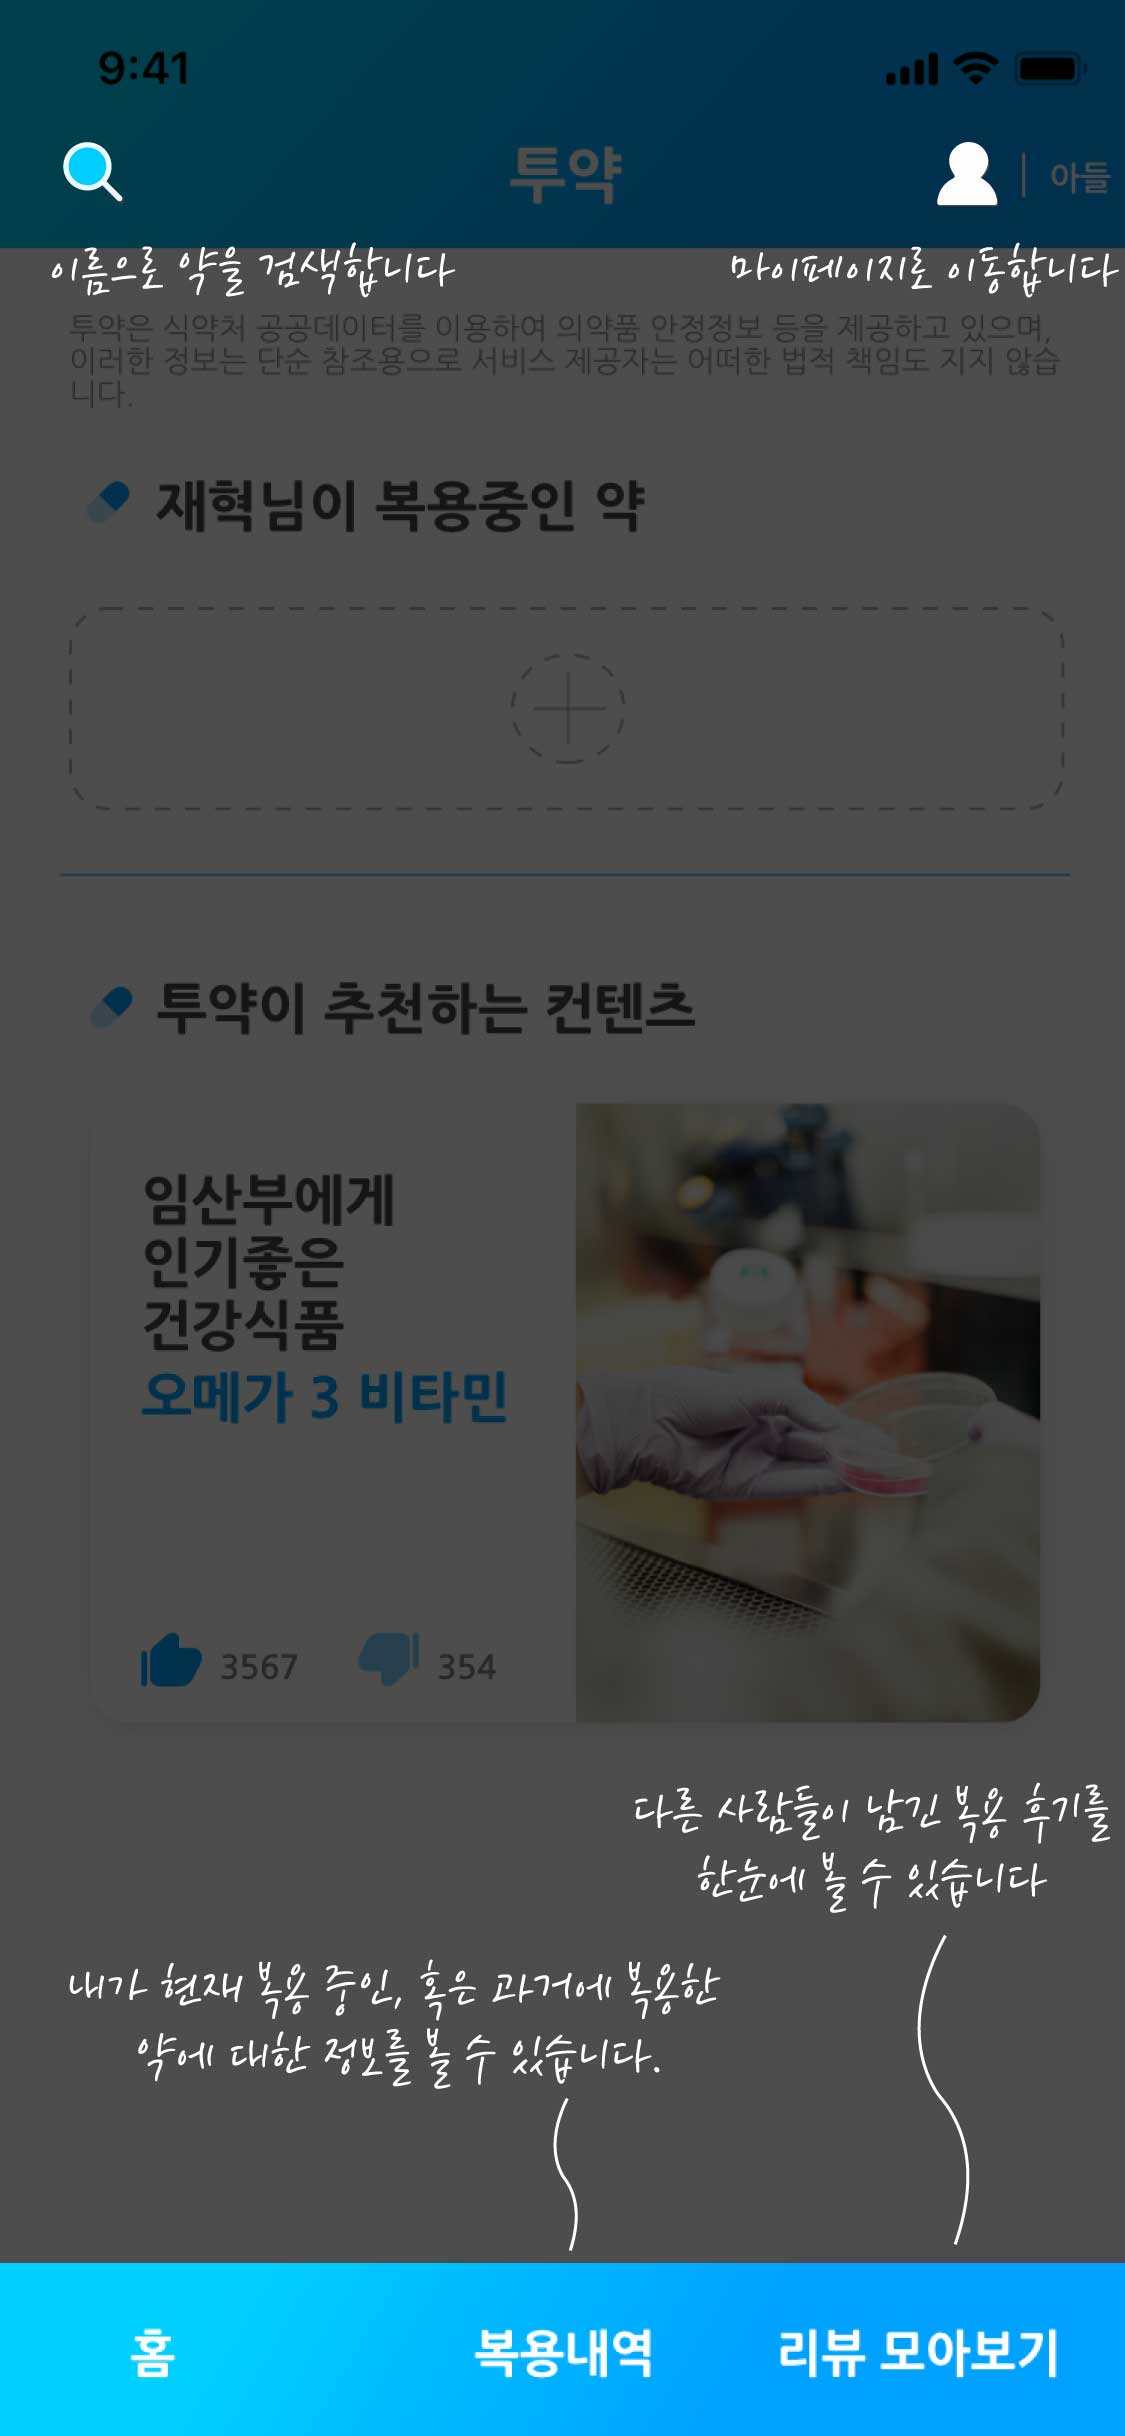 9:41
투약
아들
이름으로 약을 검색합니다
마이페이지로 이동합니다
투약은 식약처 공공데이터를 이용하여 의약품 안정정보 등을 제공하고 있으며,
이러한 정보는 단순 참조용으로 서비스 제공자는 어떠한 법적 책임도 지지 않습
니다.
재혁님이 복용중인 약
투약이 추천하는 컨텐츠
임산부에게
인기좋은
건강식품
오메가 3 비타민
3567
354
다른 사람들이 남긴 복용 후기를
한눈에 볼 수 있습니다
내가 현재 복용 중인, 혹은 과거에 복용한
약에 대한 정보를 볼 수 있습니다.
홈
복용내역
리뷰 모아보기